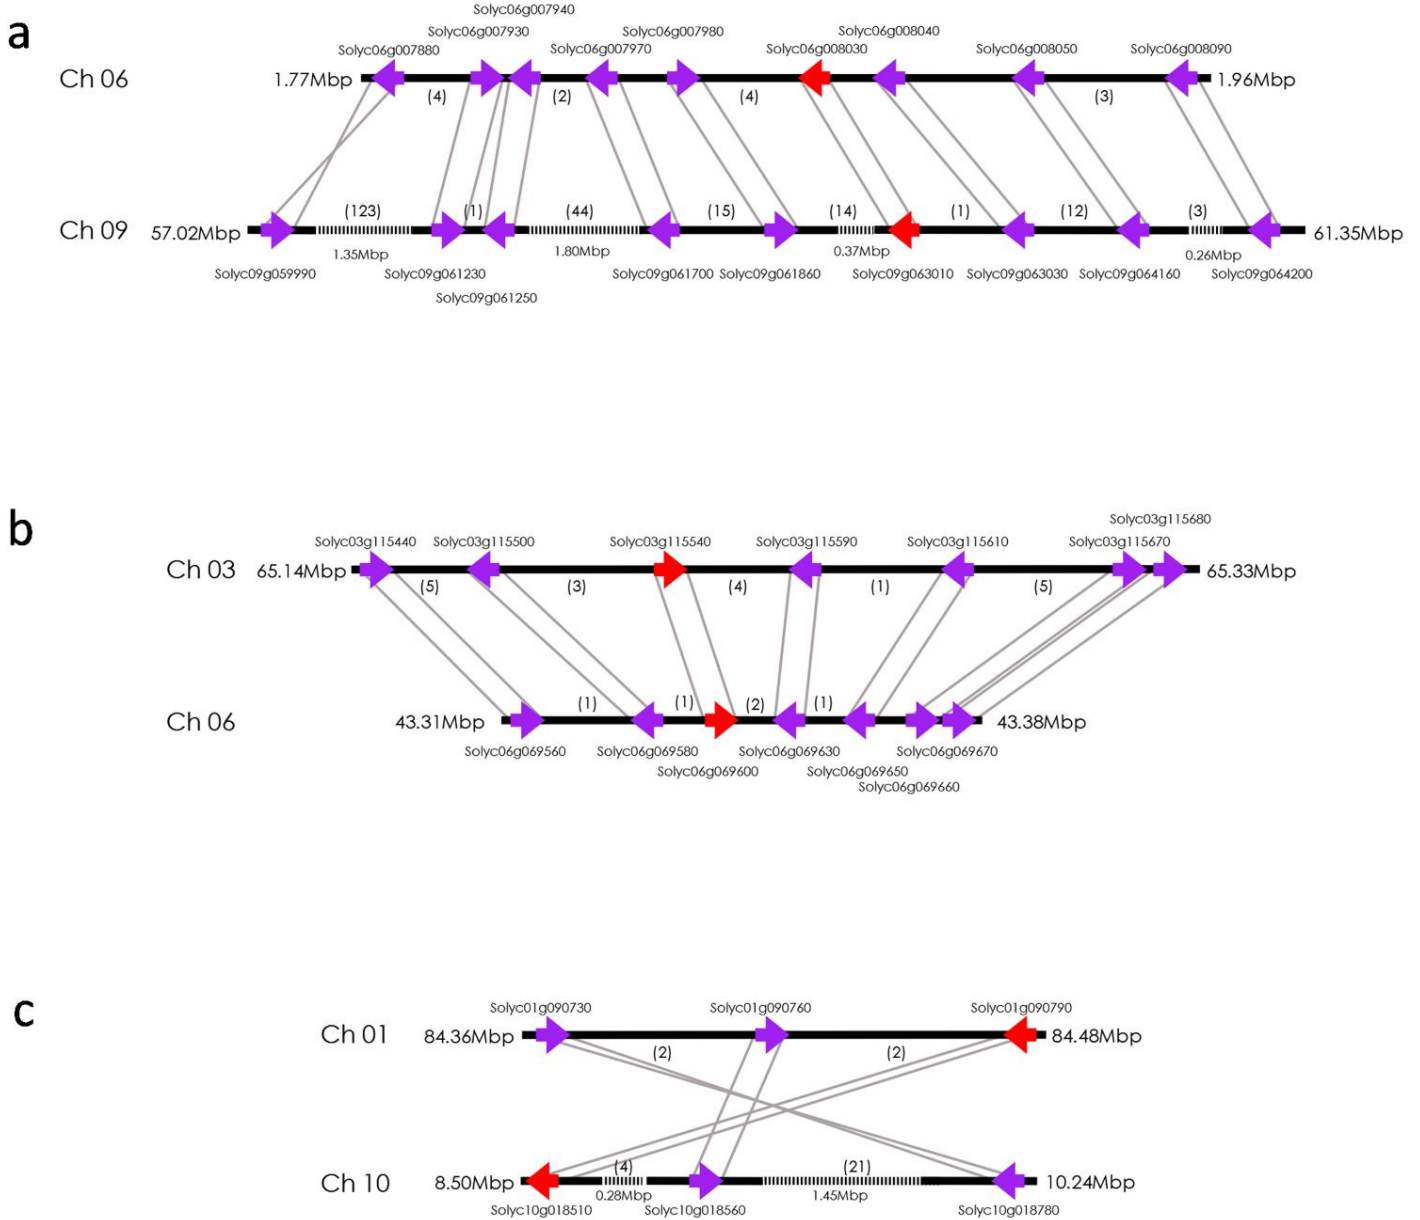 a
Solyc06g007940
Solyc06g007930 Solyc06g007980 Solyc06g008040
Solyc06g007880 Solyc06g007970 Solyc06g008030 Solyc06g008050 Solyc06g008090
Ch 06 1.77Mbp 1.96Mbp
(4) (2) (4) (3)
(123) (1) (44) (15) (14) (1) (12) (3)
Ch 09 57.02Mbp 61.35Mbp
1.35Mbp 1.80Mbp 0.37Mbp 0.26Mbp
Solyc09g059990 Solyc09g061230 Solyc09g061700 Solyc09g061860 Solyc09g063010 Solyc09g063030 Solyc09g064160 Solyc09g064200
Solyc09g061250
b
Solyc03g115680
Solyc03g115440 Solyc03g115500 Solyc03g115540 Solyc03g115590 Solyc03g115610 Solyc03g115670
Ch 03 65.14Mbp 65.33Mbp
(5) (3) (4) (1) (5)
(1) (1) (2) (1)
Ch 06 43.31Mbp 43.38Mbp
Solyc06g069560 Solyc06g069580 Solyc06g069630 Solyc06g069670
Solyc06g069600 Solyc06g069650
Solyc06g069660
c
Solyc01g090730 Solyc01g090760 Solyc01g090790
Ch 01 84.36Mbp 84.48Mbp
(2) (2)
(4) (21)
Ch 10 8.50Mbp 10.24Mbp
0.28Mbp 1.45Mbp
Solyc10g018510 Solyc10g018560 Solyc10g018780